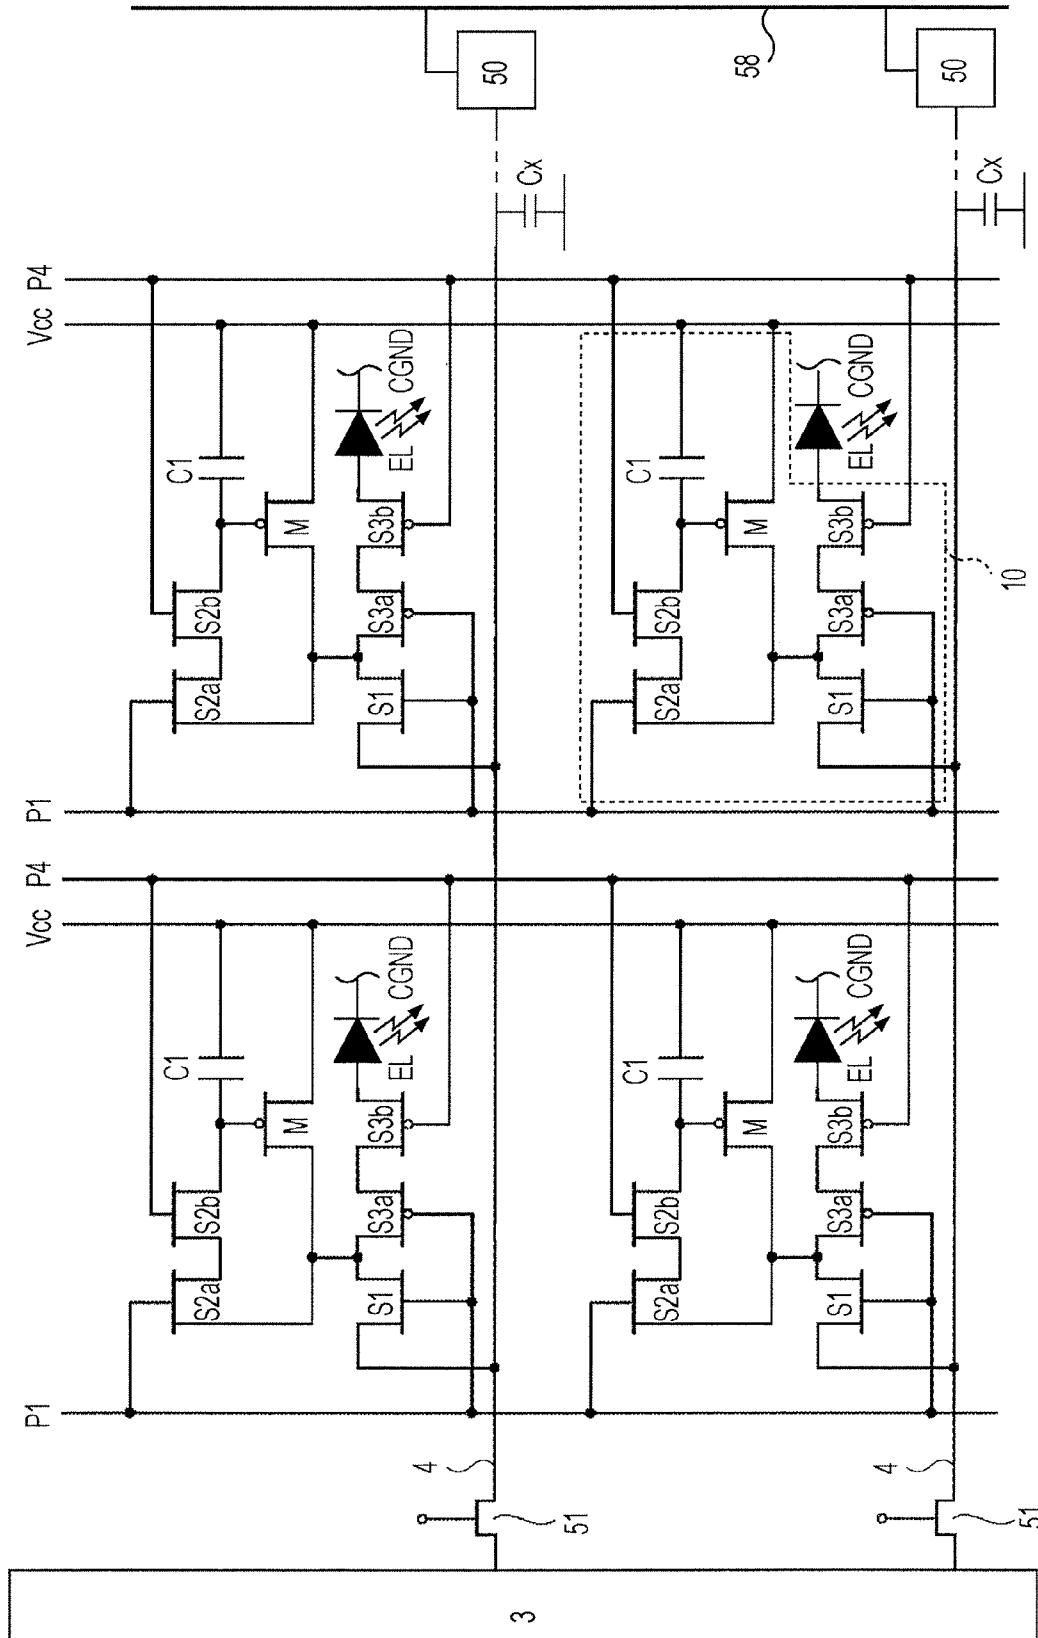 58
50
50
Cx
Cx
Vcc
P4
C1
CGND
EL
S2b
M
S3b
S2a
S3a
S1
P1
C1
CGND
EL
S2b
M
S3b
S2a
S3a
S1
10
Vcc
P4
C1
CGND
EL
S2b
M
S3b
S2a
S3a
S1
P1
C1
CGND
EL
S2b
M
S3b
S2a
S3a
S1
4
4
51
51
3